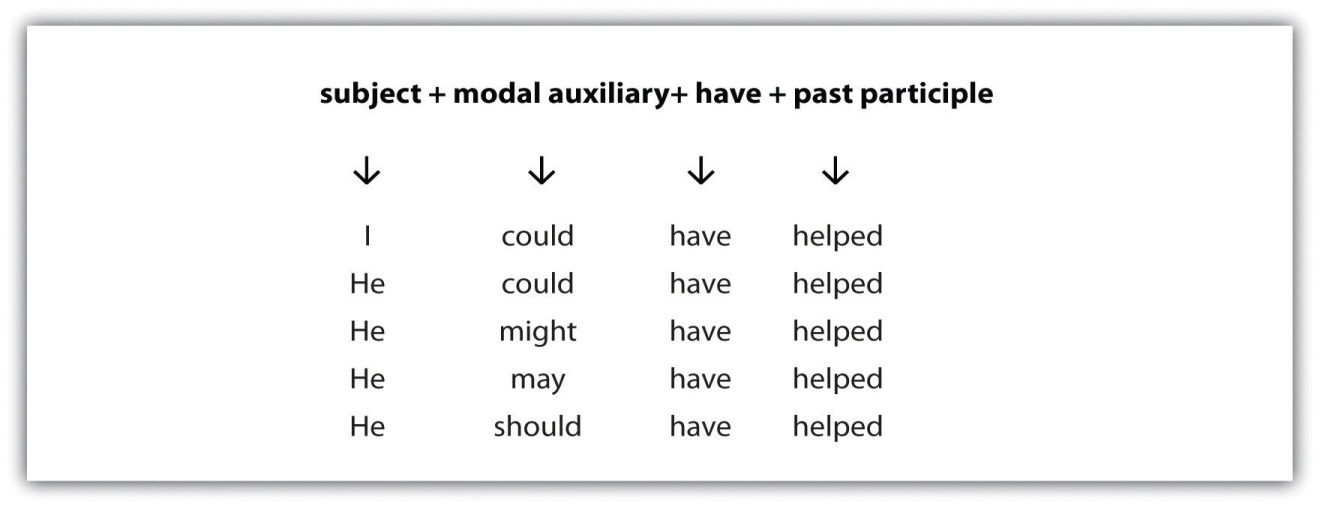 subject + modal auxiliary+ have + past participle
↓ ↓ ↓ ↓
I could have helped
He could have helped
He might have helped
He may have helped
He should have helped